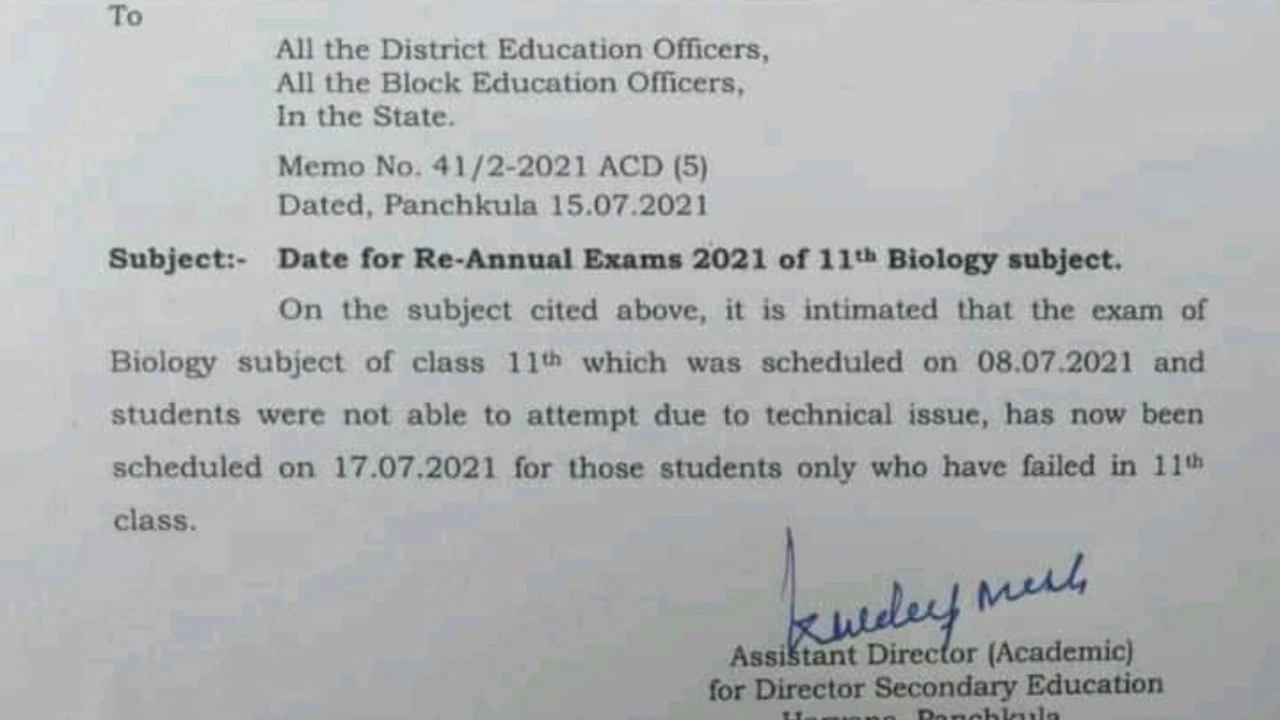 To
All the District Education Officers,
All the Block Education Officers,
In the State.
Memo No. 41/2-2021 ACD (5)
Dated, Panchkula 15.07.2021
Subject:- Date for Re-Annual Exams 2021 of 11th Biology subject.
On the subject cited above, it is intimated that the exam of
Biology subject of class 11th which was scheduled on 08.07.2021 and
students were not able to attempt due to technical issue, has now been
scheduled on 17.07.2021 for those students only who have failed in 11th
class.
Assistant Director (Academic)
for Director Secondary Education
Haryana, Panchkula